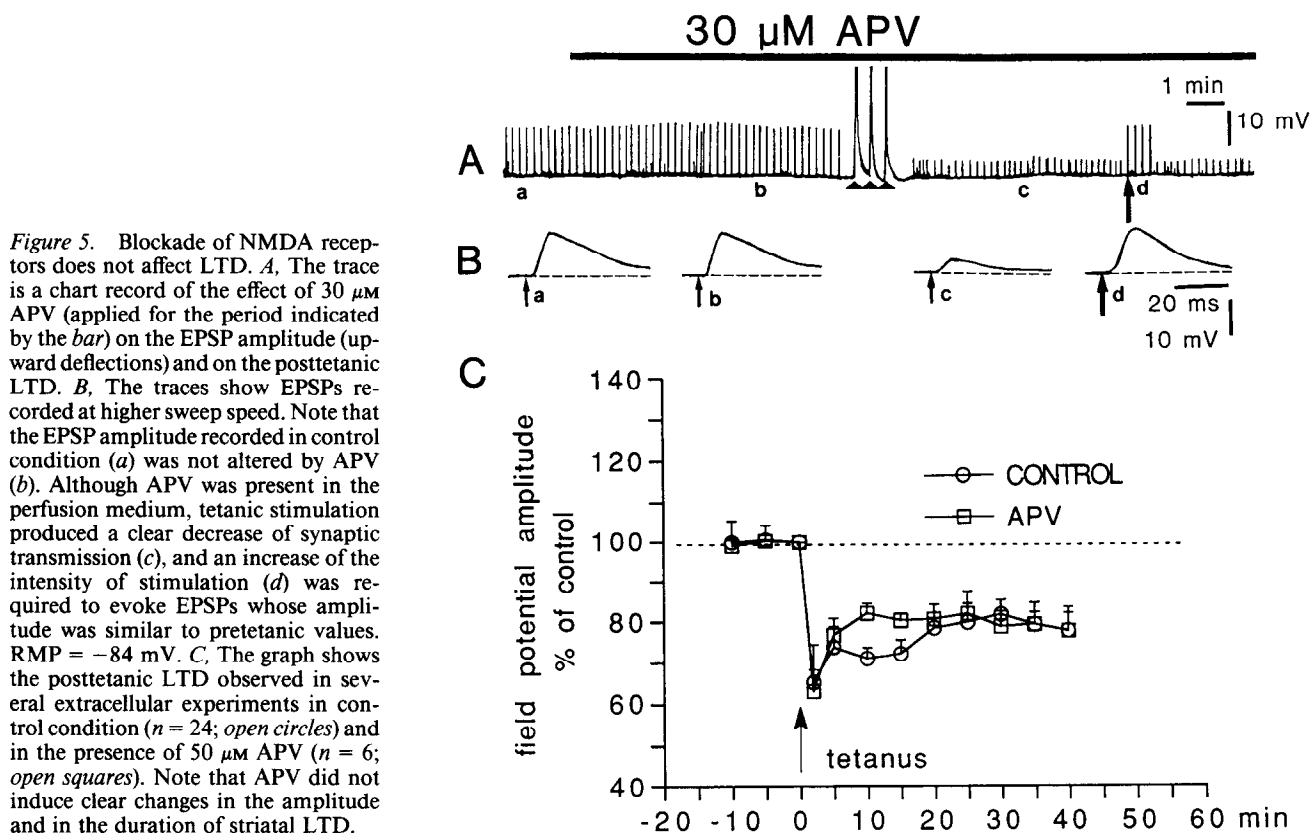 Figure 5. Blockade of NMDA recep-
tors does not affect LTD. A, The trace
is a chart record of the effect of 30 μM
APV (applied for the period indicated
by the bar) on the EPSP amplitude (up-
ward deflections) and on the posttetanic
LTD. B, The traces show EPSPs re-
corded at higher sweep speed. Note that
the EPSP amplitude recorded in control
condition (a) was not altered by APV
(b). Although APV was present in the
perfusion medium, tetanic stimulation
produced a clear decrease of synaptic
transmission (c), and an increase of the
intensity of stimulation (d) was re-
quired to evoke EPSPs whose ampli-
tude was similar to pretetanic values.
RMP = −84 mV. C, The graph shows
the posttetanic LTD observed in sev-
eral extracellular experiments in con-
trol condition (n = 24; open circles) and
in the presence of 50 μM APV (n = 6;
open squares). Note that APV did not
induce clear changes in the amplitude
and in the duration of striatal LTD.
30 μM APV
1 min
10 mV
A
a b c d
B
a b c d
20 ms
10 mV
C
field potential amplitude
% of control
140
120
100
80
60
40
CONTROL
APV
tetanus
-20 -10 0 10 20 30 40 50 60 min